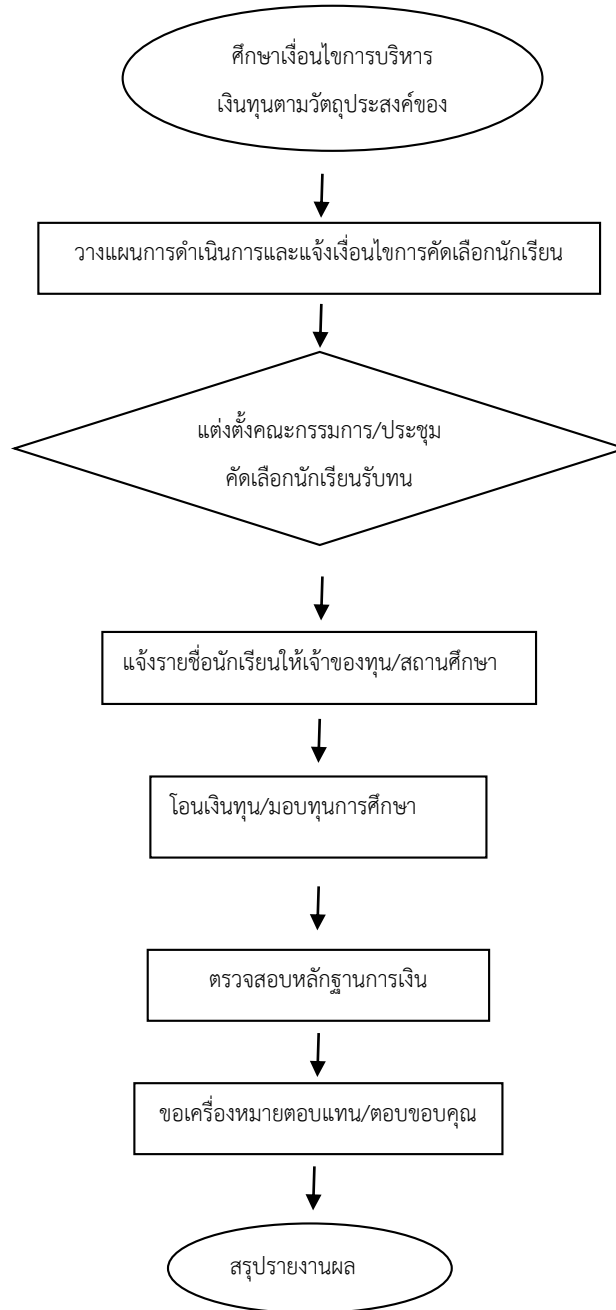 ศึกษาเงื่อนไขการบริหาร
เงินทุนตามวัตถุประสงค์ของ
วางแผนการดำเนินการและแจ้งเงื่อนไขการคัดเลือกนักเรียน
แต่งตั้งคณะกรรมการ/ประชุม
คัดเลือกนักเรียนรับทน
แจ้งรายชื่อนักเรียนให้เจ้าของทุน/สถานศึกษา
โอนเงินทุน/มอบทุนการศึกษา
ตรวจสอบหลักฐานการเงิน
ขอเครื่องหมายตอบแทน/ตอบขอบคุณ
สรุปรายงานผล